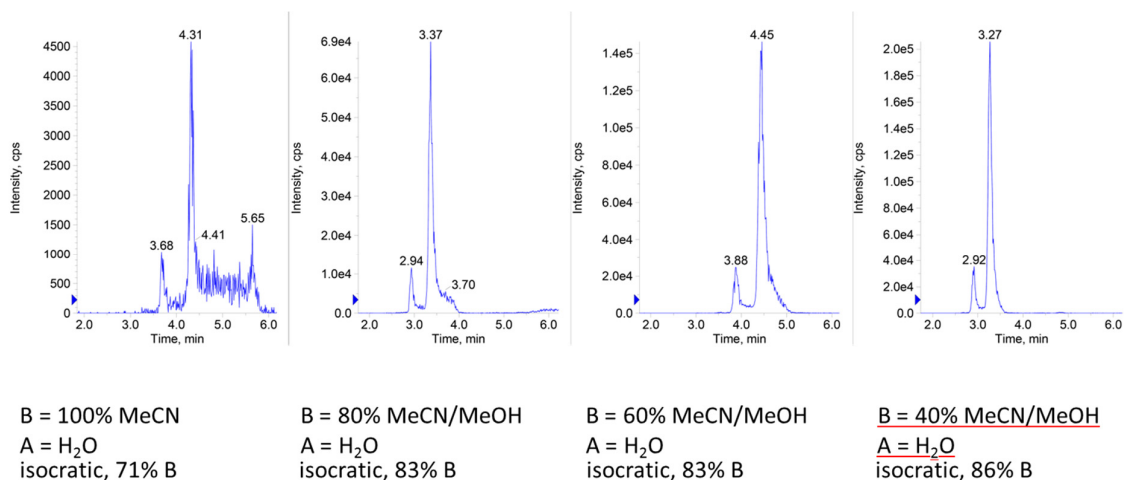 4.31
4500
4000
3500
3000
2500
2000
1500
1000
500
0
3.68
4.41
5.65
Intensity, cps
2.0 3.0 4.0 5.0 6.0
Time, min
3.37
6.9e4
6.0e4
5.0e4
4.0e4
3.0e4
2.0e4
1.0e4
0.0
2.94
3.70
Intensity, cps
2.0 3.0 4.0 5.0 6.0
Time, min
4.45
1.4e5
1.2e5
1.0e5
8.0e4
6.0e4
4.0e4
2.0e4
0.0
3.88
Intensity, cps
2.0 3.0 4.0 5.0 6.0
Time, min
3.27
2.0e5
1.8e5
1.6e5
1.4e5
1.2e5
1.0e5
8.0e4
6.0e4
4.0e4
2.0e4
0.0
2.92
Intensity, cps
2.0 3.0 4.0 5.0 6.0
Time, min
B = 100% MeCN
A = H₂O
isocratic, 71% B
B = 80% MeCN/MeOH
A = H₂O
isocratic, 83% B
B = 60% MeCN/MeOH
A = H₂O
isocratic, 83% B
B = 40% MeCN/MeOH
A = H₂O
isocratic, 86% B